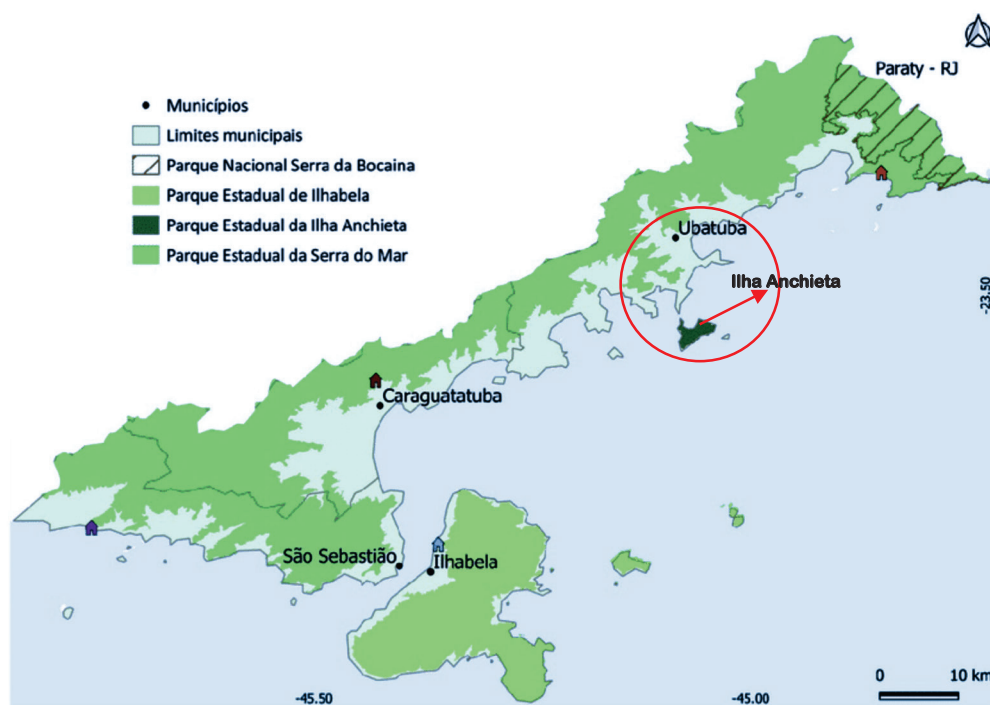 Paraty - RJ
Municípios
Limites municipais
Parque Nacional Serra da Bocaina
Parque Estadual de Ilhabela
Parque Estadual da Ilha Anchieta
Parque Estadual da Serra do Mar
Ubatuba
Ilha Anchieta
-23.50
Caraguatatuba
São Sebastião
Ilhabela
0 10 km
-45.50 -45.00